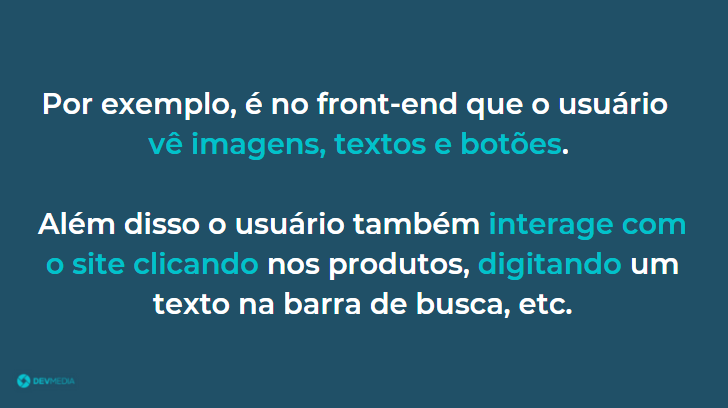 Por exemplo, é no front-end que o usuário
vê imagens, textos e botões.
Além disso o usuário também interage com
o site clicando nos produtos, digitando um
texto na barra de busca, etc.
DEVMEDIA